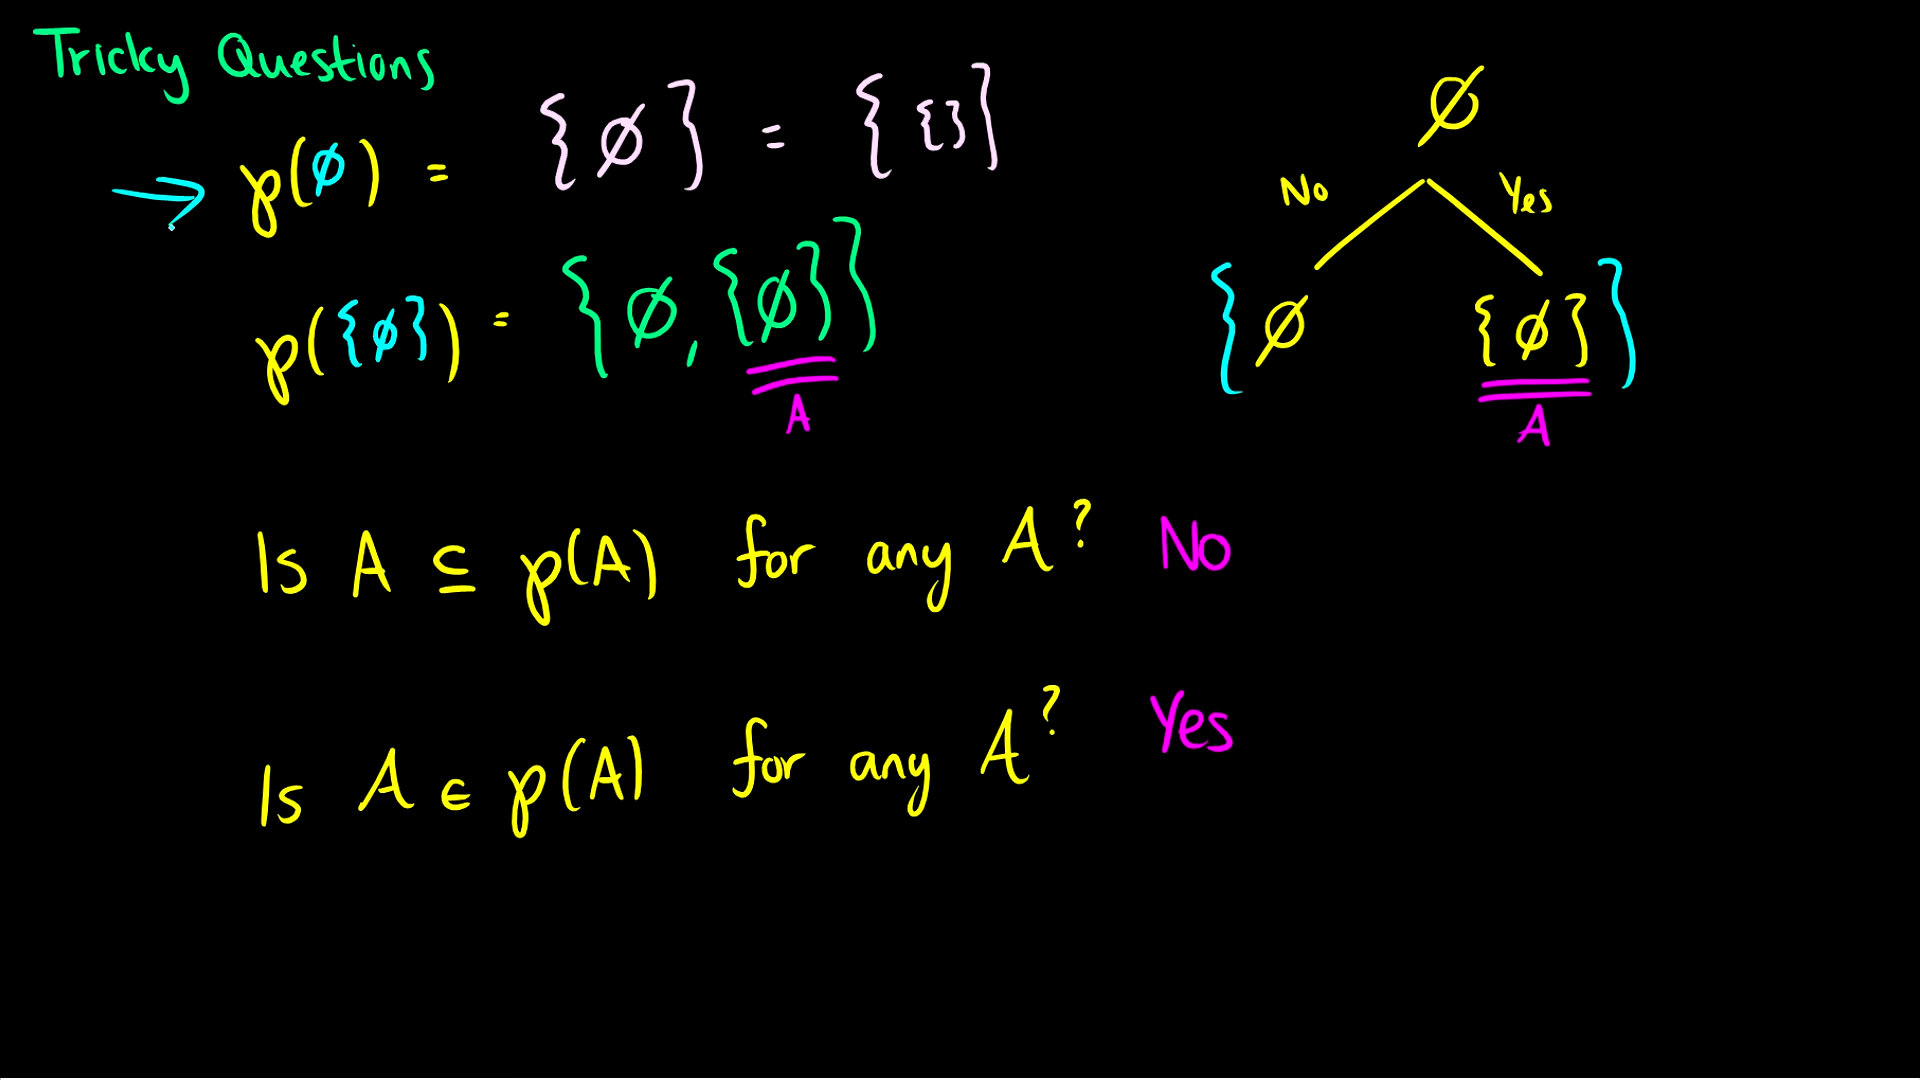 Tricky Questions
p(∅) = {∅} = {{}}
p({∅}) = {∅, {∅}}
A
∅
No Yes
{∅ {∅}}
A
Is A ⊆ p(A) for any A? No
Is A ∈ p(A) for any A? Yes